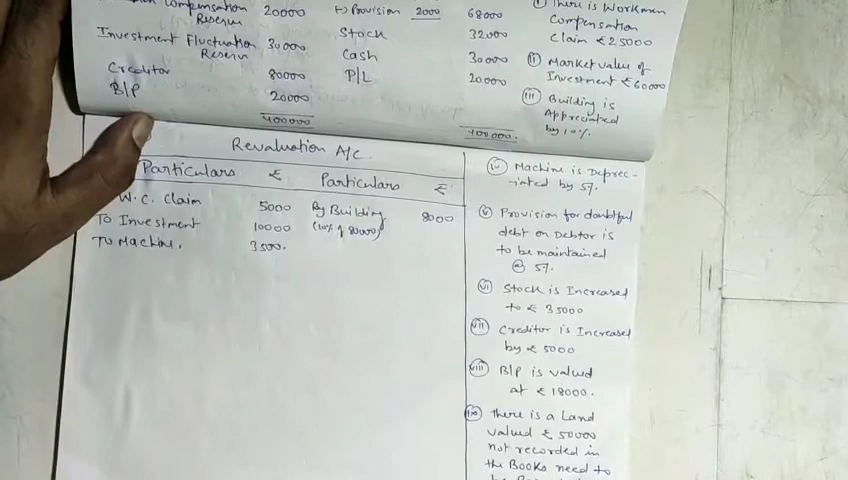 Compensation 20000 (-) Provision 2000 68000
Reserve Stock 32000
Investment Fluctuation 30000 Cash 30000
Reserve
Creditor 80000 P/L 20000
B/P 20000
400000 400000
(i) There is Workmen
Compensation
Claim ₹25000
(ii) Market value of
Investment ₹60000
(iii) Building is
Appreciated
by 10%.
Revaluation A/C
Particulars ₹ Particulars ₹
W.C. Claim 5000 By Building 8000
To Investment 10000 (10% of 80000)
To Machine. 3500.
(iv) Machine is Deprec-
iated by 5%.
(v) Provision for doubtful
debt on Debtor is
to be maintained
@ 5%.
(vi) Stock is Increased
to ₹ 35000
(vii) Creditor is Increased
by ₹ 5000
(viii) B/P is valued
at ₹ 18000.
There is a Land
valued ₹ 50000
not recorded in
the Books need to